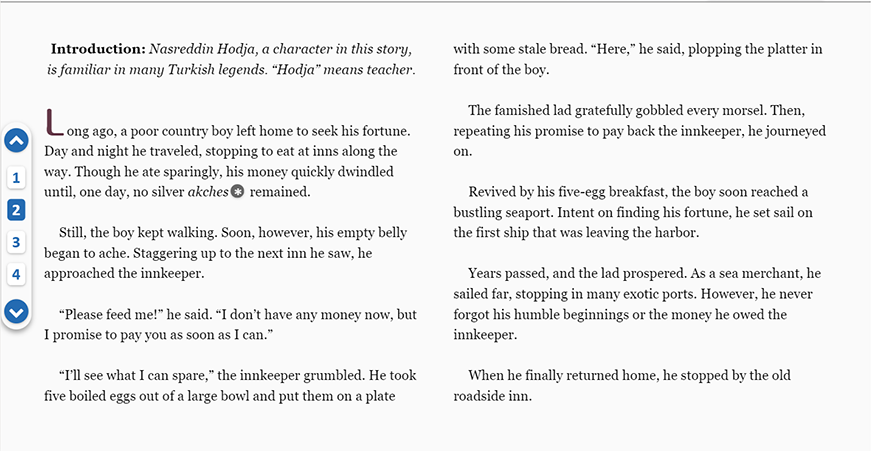 Introduction: Nasreddin Hodja, a character in this story,
is familiar in many Turkish legends. “Hodja” means teacher.
Long ago, a poor country boy left home to seek his fortune.
Day and night he traveled, stopping to eat at inns along the
way. Though he ate sparingly, his money quickly dwindled
until, one day, no silver akches* remained.
Still, the boy kept walking. Soon, however, his empty belly
began to ache. Staggering up to the next inn he saw, he
approached the innkeeper.
“Please feed me!” he said. “I don’t have any money now, but
I promise to pay you as soon as I can.”
“I’ll see what I can spare,” the innkeeper grumbled. He took
five boiled eggs out of a large bowl and put them on a plate
with some stale bread. “Here,” he said, plopping the platter in
front of the boy.
The famished lad gratefully gobbled every morsel. Then,
repeating his promise to pay back the innkeeper, he journeyed
on.
Revived by his five-egg breakfast, the boy soon reached a
bustling seaport. Intent on finding his fortune, he set sail on
the first ship that was leaving the harbor.
Years passed, and the lad prospered. As a sea merchant, he
sailed far, stopping in many exotic ports. However, he never
forgot his humble beginnings or the money he owed the
innkeeper.
When he finally returned home, he stopped by the old
roadside inn.
1
2
3
4